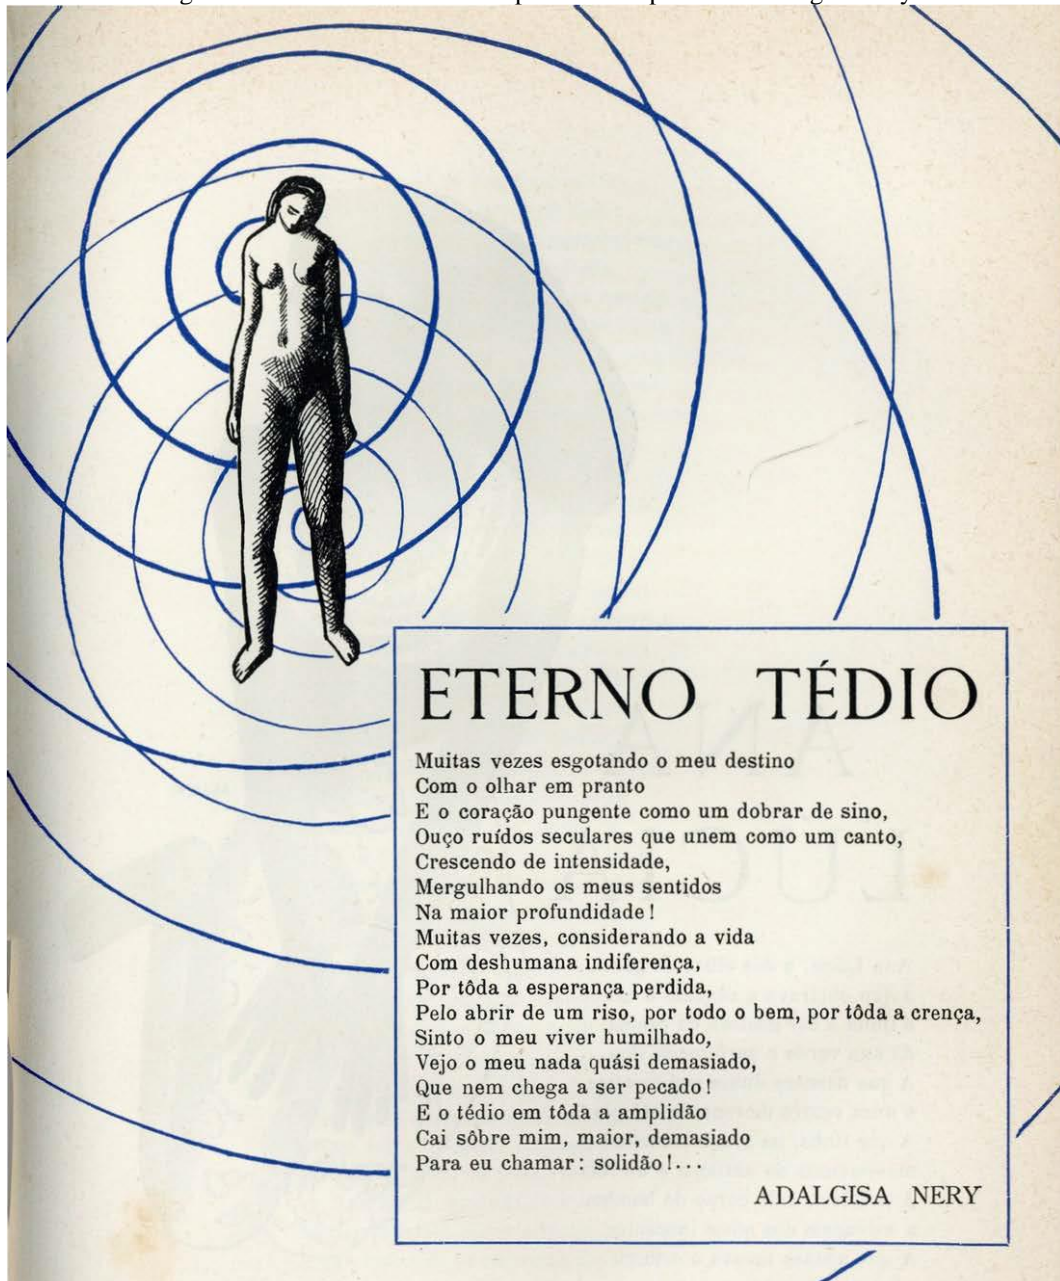 ETERNO TÉDIO
Muitas vezes esgotando o meu destino
Com o olhar em pranto
E o coração pungente como um dobrar de sino,
Ouço ruídos seculares que unem como um canto,
Crescendo de intensidade,
Mergulhando os meus sentidos
Na maior profundidade!
Muitas vezes, considerando a vida
Com deshumana indiferença,
Por tôda a esperança perdida,
Pelo abrir de um riso, por todo o bem, por tôda a crença,
Sinto o meu viver humilhado,
Vejo o meu nada quási demasiado,
Que nem chega a ser pecado!
E o tédio em tôda a amplidão
Cai sôbre mim, maior, demasiado
Para eu chamar: solidão!...
ADALGISA NERY